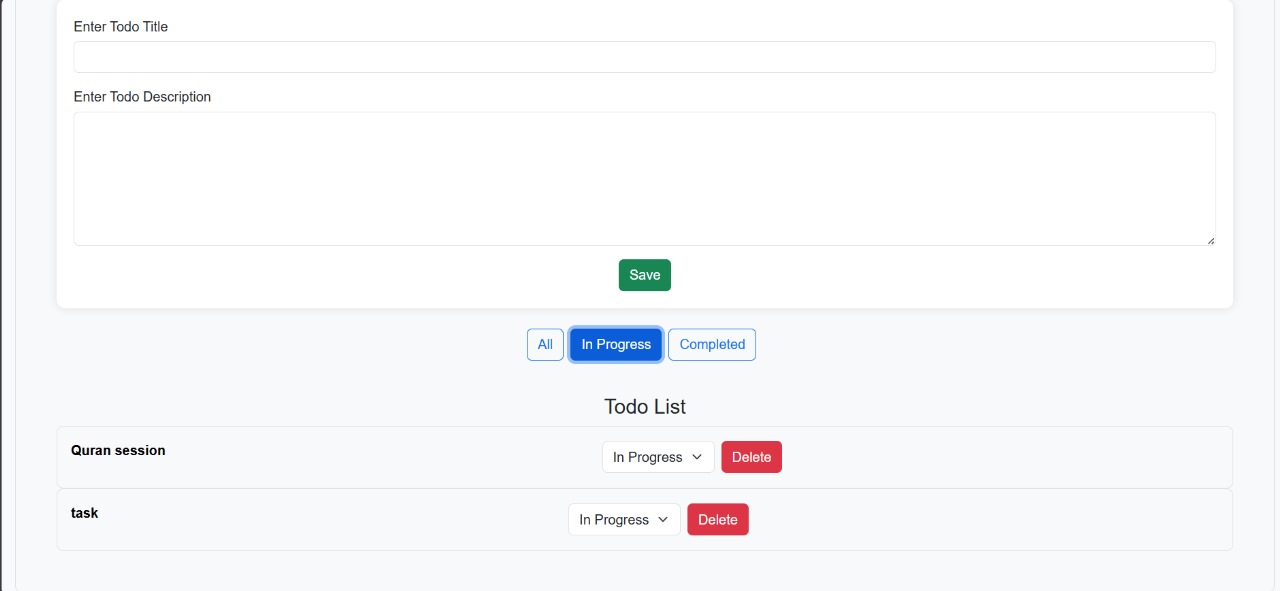 Enter Todo Title
Enter Todo Description
Save
All In Progress Completed
Todo List
Quran session In Progress Delete
task In Progress Delete